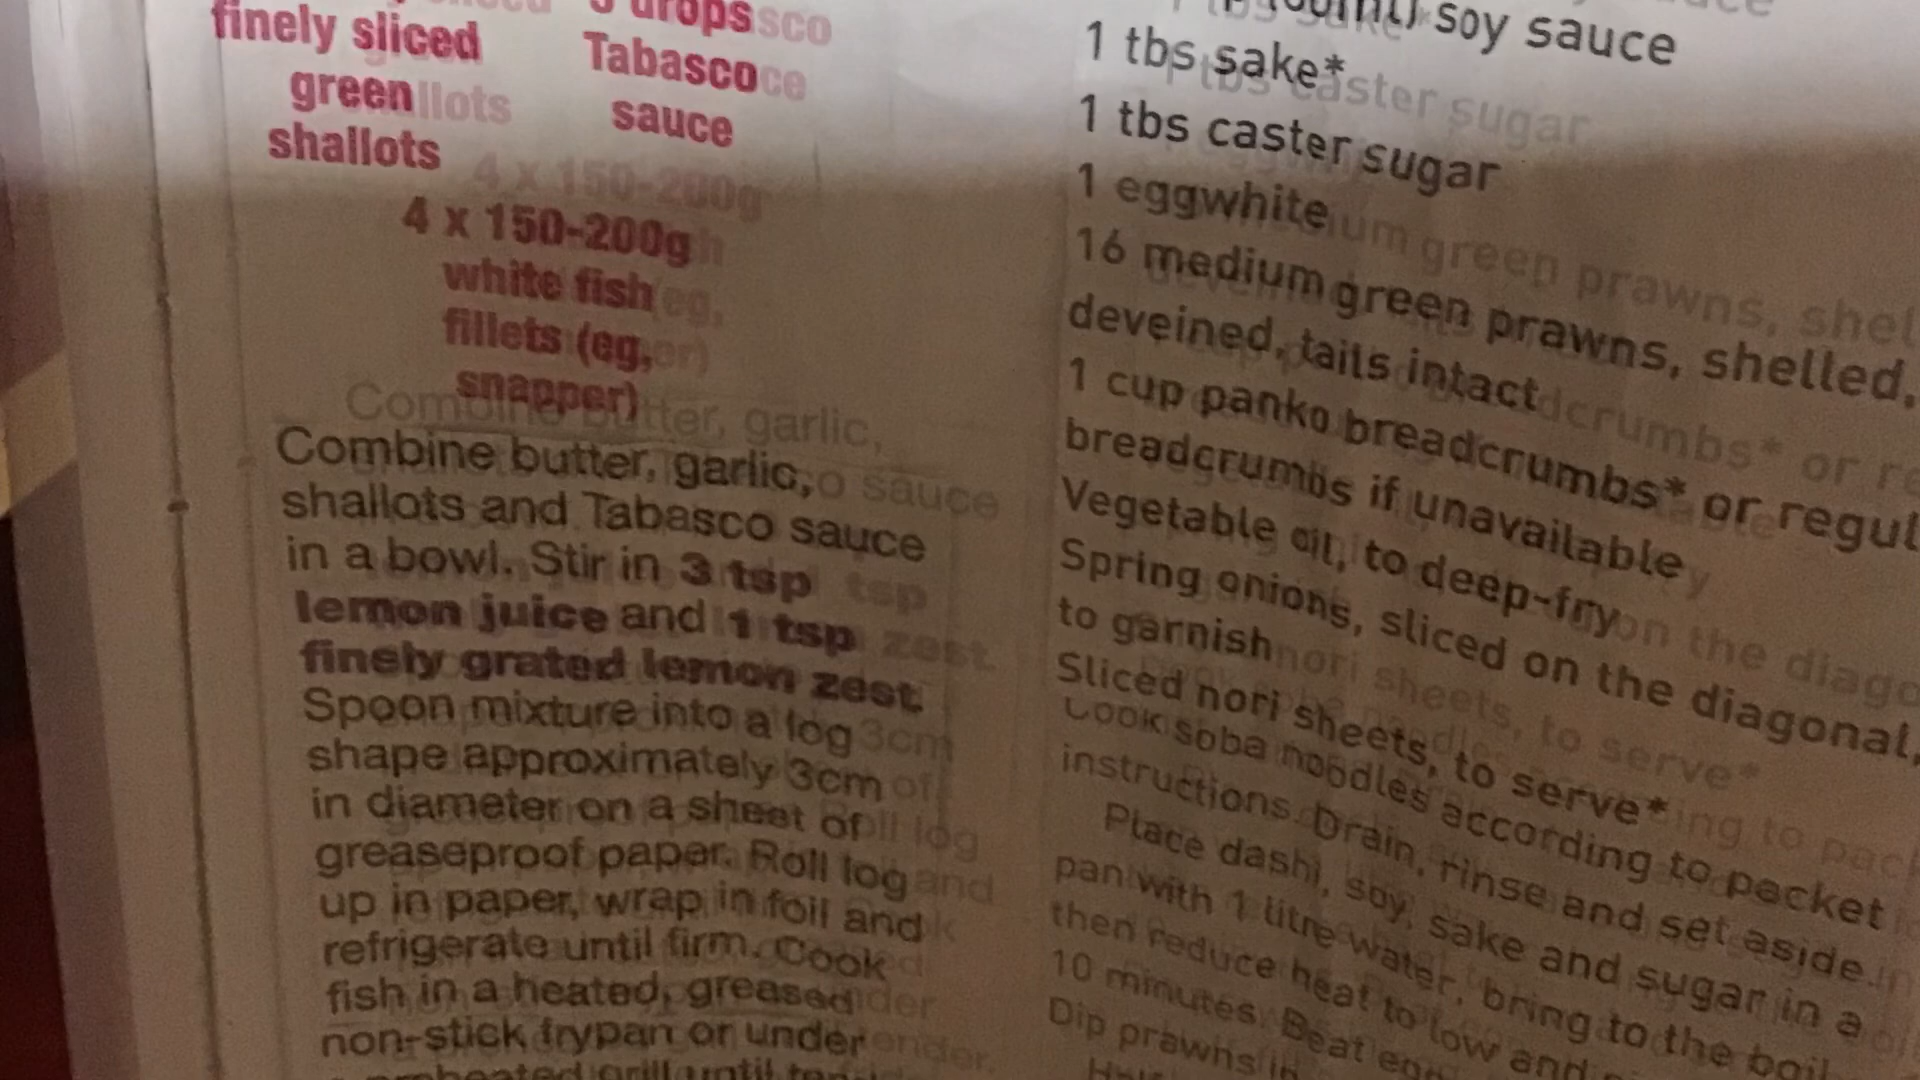 finely sliced
green
shallots
drops
Tabasco
sauce
4 x 150-200g
white fish
fillets (eg,
snapper)
Combine butter, garlic,
shallots and Tabasco sauce
in a bowl. Stir in 3 tsp
lemon juice and 1 tsp
finely grated lemon zest.
Spoon mixture into a log
shape approximately 3cm
in diameter on a sheet of
greaseproof paper. Roll log
up in paper, wrap in foil and
refrigerate until firm. Cook
fish in a heated, greased
non-stick frypan or under
grill until
soy sauce
1 tbs sake*
1 tbs caster sugar
1 eggwhite
16 medium green prawns, shelled,
deveined, tails intact
1 cup panko breadcrumbs* or regul
breadcrumbs if unavailable
Vegetable oil, to deep-fry
Spring onions, sliced on the diagonal,
to garnish
Sliced nori sheets, to serve*
Cook soba noodles according to packet
instructions. Drain, rinse and set aside.
Place dashi, soy, sake and sugar in a
pan with 1 litre water, bring to the boil,
then reduce heat to low and
10 minutes. Beat egg
Dip prawns in